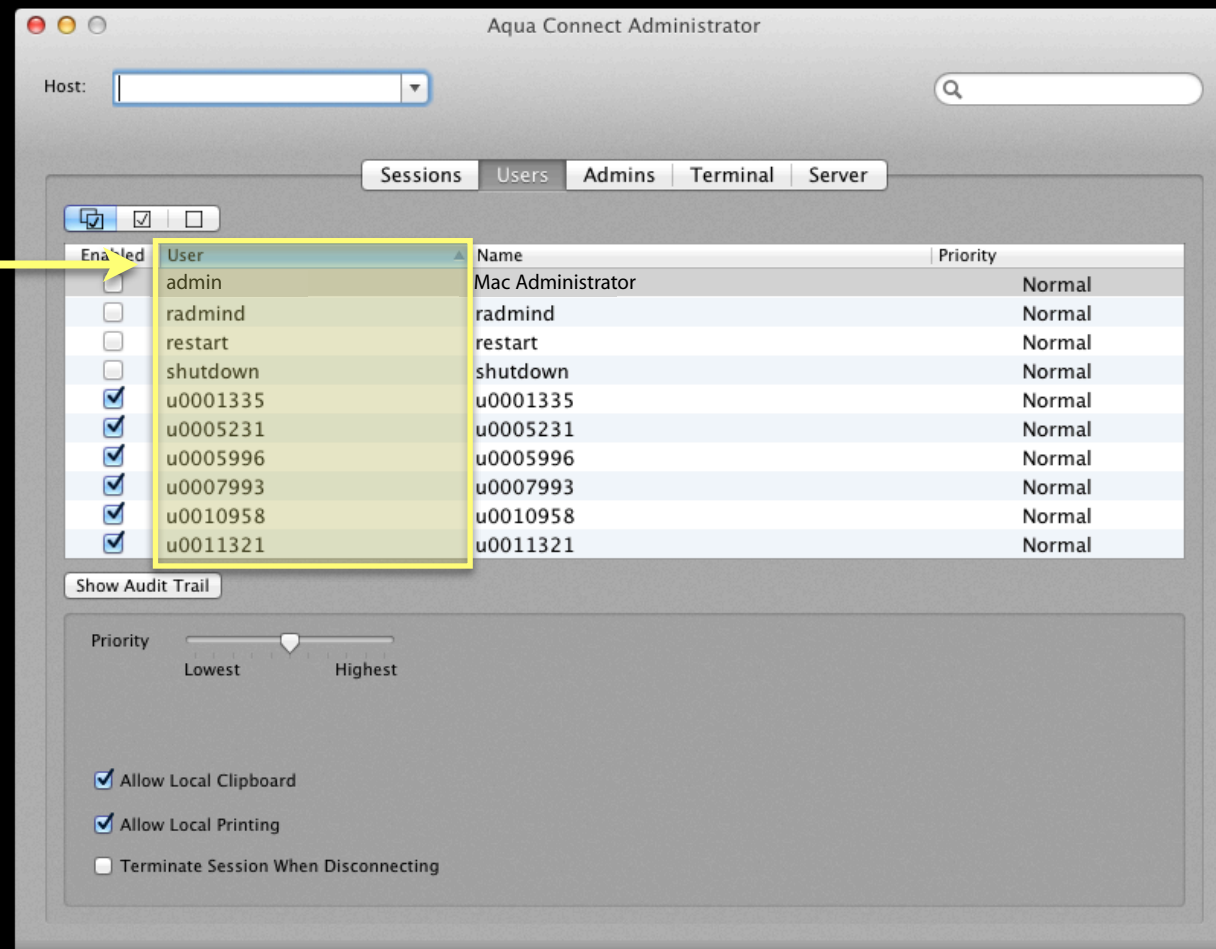 Aqua Connect Administrator
Host:
Sessions Users Admins Terminal Server
Enabled User Name Priority
admin Mac Administrator Normal
radmind radmind Normal
restart restart Normal
shutdown shutdown Normal
u0001335 u0001335 Normal
u0005231 u0005231 Normal
u0005996 u0005996 Normal
u0007993 u0007993 Normal
u0010958 u0010958 Normal
u0011321 u0011321 Normal
Show Audit Trail
Priority
Lowest Highest
Allow Local Clipboard
Allow Local Printing
Terminate Session When Disconnecting